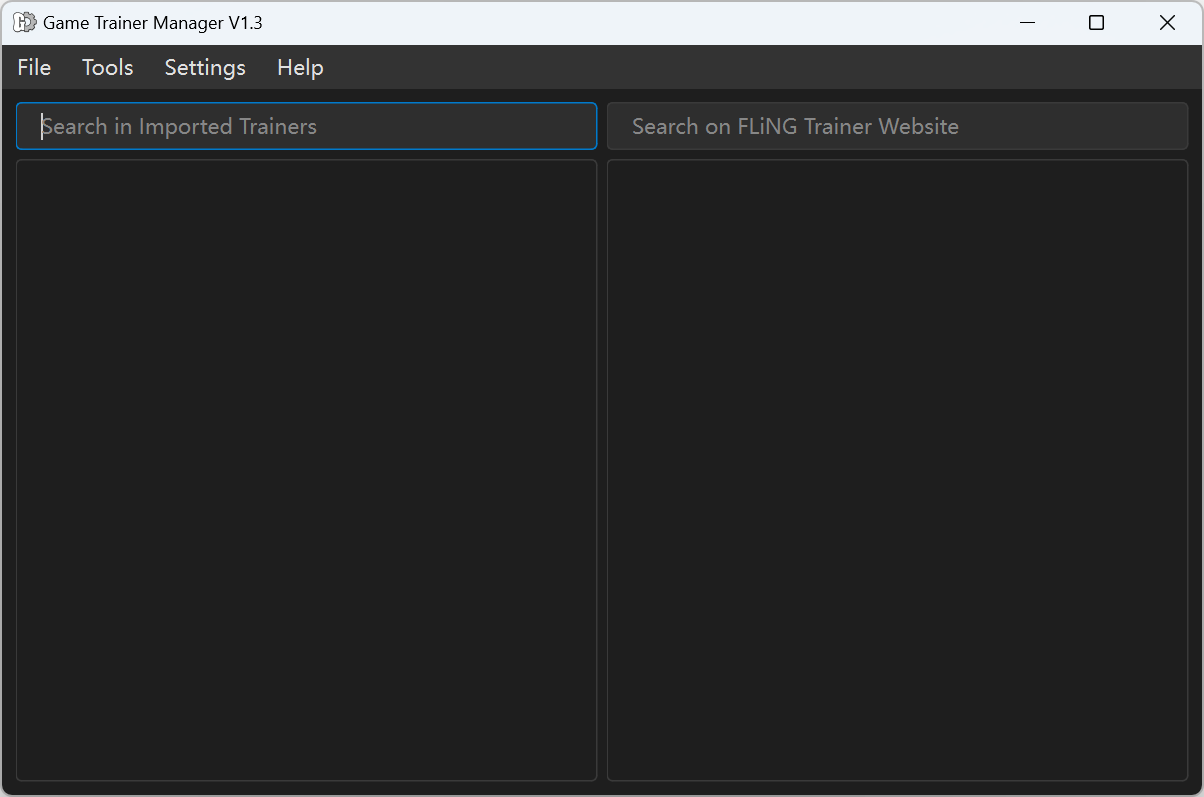 Game Trainer Manager V1.3
File Tools Settings Help
Search in Imported Trainers
Search on FLiNG Trainer Website